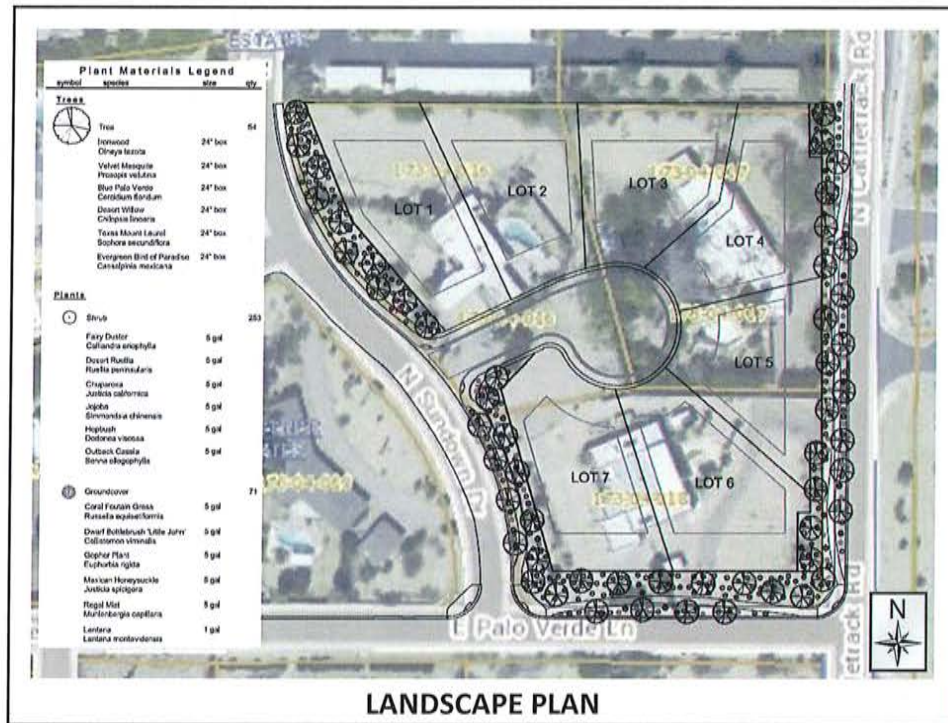 ESTATE
Plant Materials Legend
symbol species size qty
Trees
Tree
Ironwood 24" box
Olneya tesota
Velvet Mesquite 24" box
Prosopis velutina
Blue Palo Verde 24" box
Cercidium floridum
Desert Willow 24" box
Chilopsis linearis
Texas Mount Laurel 24" box
Sophora secundiflora
Evergreen Bird of Paradise 24" box
Caesalpinia mexicana
Plants
Shrub 253
Fairy Duster 5 gal
Calliandra eriophylla
Desert Ruellia 5 gal
Ruellia peninsularis
Chuparosa 5 gal
Justicia californica
Jojoba 5 gal
Simmondsia chinensis
Hopbush 5 gal
Dodonea viscosa
Outback Cassia 5 gal
Groundcover 71
Coral Foutain Grass 5 gal
Russelia equisetiformis
Dwarf Bottlebrush 'Little John' 5 gal
Callistemon viminalis
Gopher Plant 5 gal
Euphorbia rigida
Mexican Honeysuckle 5 gal
Justicia spicigera
Regal Mist 5 gal
Muhlenbergia capillaris
Lantana 1 gal
Lantana montevidensis
LOT 1
LOT 2
LOT 3
LOT 4
LOT 5
LOT 6
LOT 7
N Cattletrack Rd
N Sundown Dr
E Palo Verde Ln
etrack Rd
N
LANDSCAPE PLAN